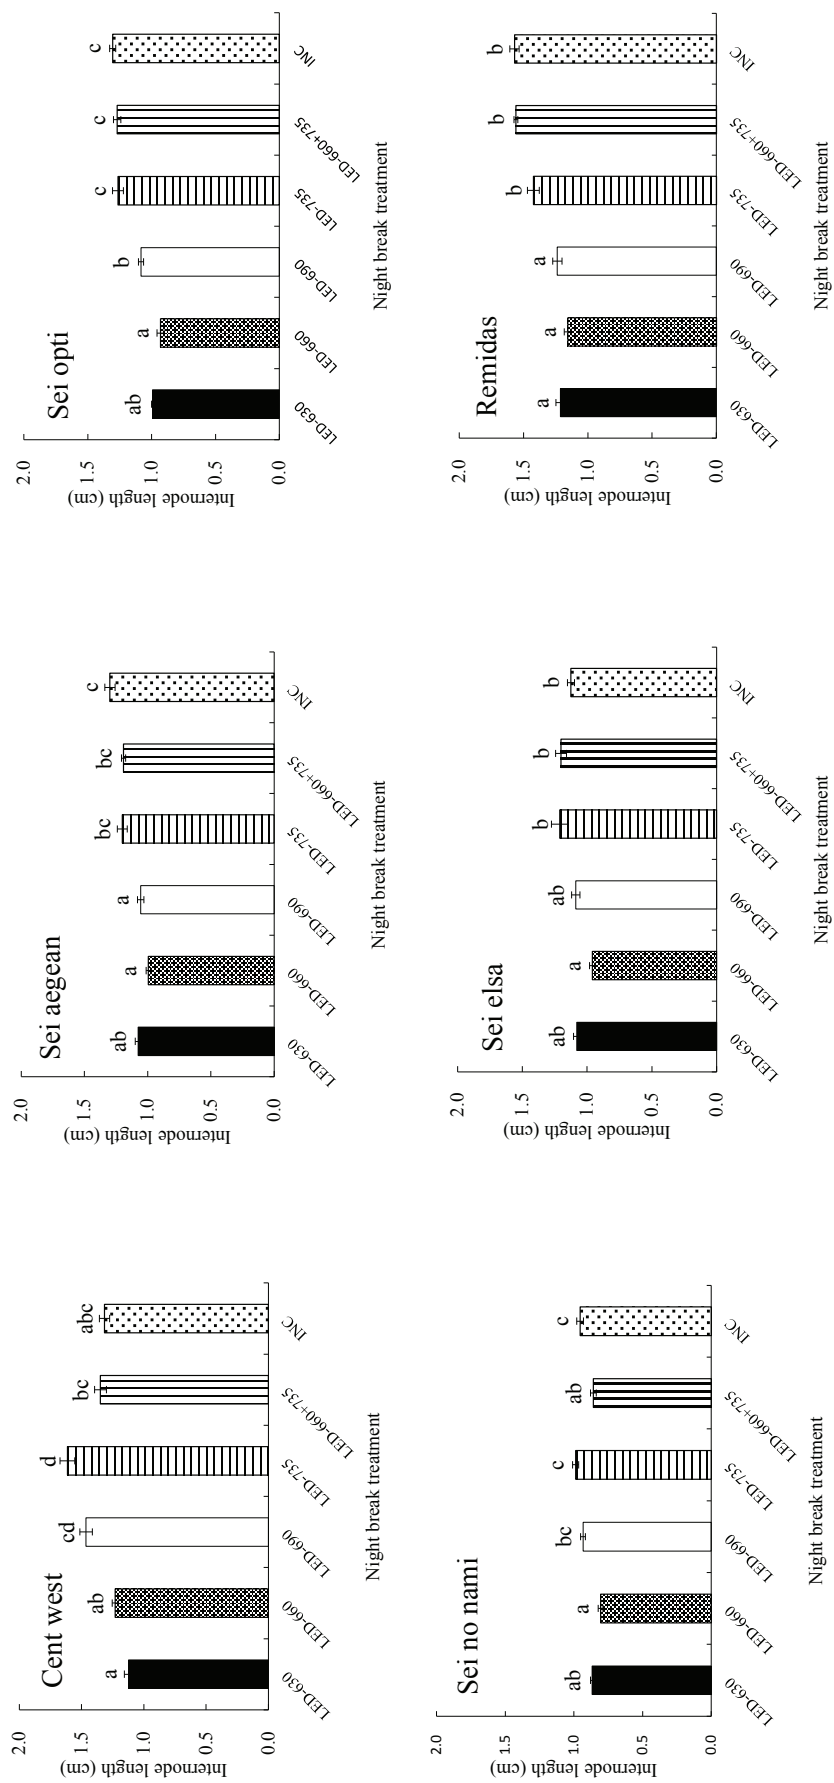 Cent west
2.0
1.5
1.0
0.5
0.0
Internode length (cm)
a
ab
cd
d
bc
abc
LED-630
LED-660
LED-690
LED-735
LED-660+735
INC
Night break treatment
Sei aegean
2.0
1.5
1.0
0.5
0.0
Internode length (cm)
ab
a
a
bc
bc
c
LED-630
LED-660
LED-690
LED-735
LED-660+735
INC
Night break treatment
Sei opti
2.0
1.5
1.0
0.5
0.0
Internode length (cm)
ab
a
b
c
c
c
LED-630
LED-660
LED-690
LED-735
LED-660+735
INC
Night break treatment
Sei no nami
2.0
1.5
1.0
0.5
0.0
Internode length (cm)
ab
a
bc
c
ab
c
LED-630
LED-660
LED-690
LED-735
LED-660+735
INC
Night break treatment
Sei elsa
2.0
1.5
1.0
0.5
0.0
Internode length (cm)
ab
a
ab
b
b
b
LED-630
LED-660
LED-690
LED-735
LED-660+735
INC
Night break treatment
Remidas
2.0
1.5
1.0
0.5
0.0
Internode length (cm)
a
a
a
b
b
b
LED-630
LED-660
LED-690
LED-735
LED-660+735
INC
Night break treatment